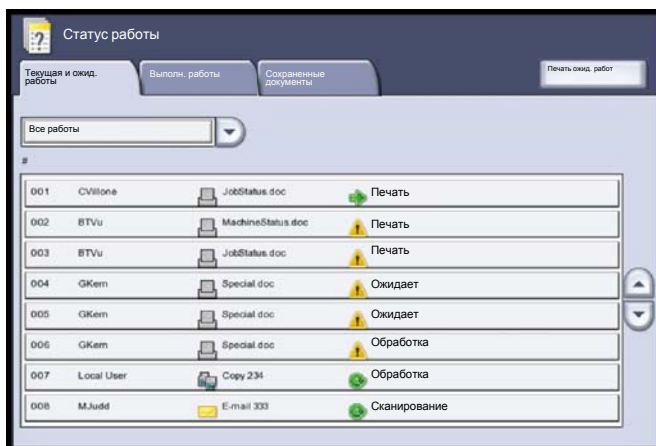 Статус работы
Текущая и ожид.
работы
Выполн. работы
Сохраненные
документы
Печать ожид. работ
Все работы
#
001 CVillone JobStatus.doc Печать
002 BTVu MachineStatus.doc Печать
003 BTVu JobStatus.doc Печать
004 GKern Special.doc Ожидает
005 GKern Special.doc Ожидает
006 GKern Special.doc Обработка
007 Local User Copy 234 Обработка
008 MJudd E-mail 333 Сканирование